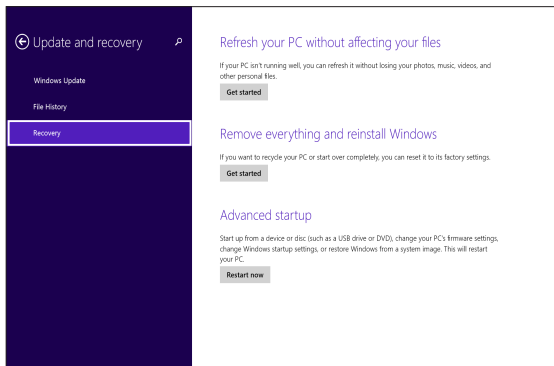 Update and recovery
Windows Update
File History
Recovery
Refresh your PC without affecting your files
If your PC isn't running well, you can refresh it without losing your photos, music, videos, and
other personal files.
Get started
Remove everything and reinstall Windows
If you want to recycle your PC or start over completely, you can reset it to its factory settings.
Get started
Advanced startup
Start up from a device or disc (such as a USB drive or DVD), change your PC's firmware settings,
change Windows startup settings, or restore Windows from a system image. This will restart
your PC.
Restart now